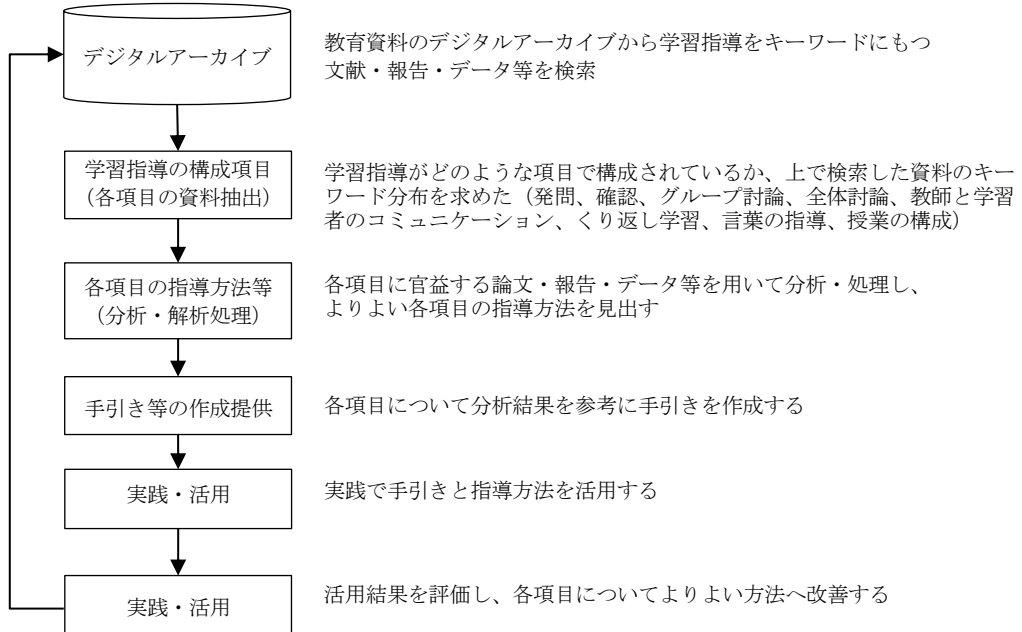 デジタルアーカイブ
教育資料のデジタルアーカイブから学習指導をキーワードにもつ
文献・報告・データ等を検索
学習指導の構成項目
（各項目の資料抽出）
学習指導がどのような項目で構成されているか、上で検索した資料のキー
ワード分布を求めた（発問、確認、グループ討論、全体討論、教師と学習
者のコミュニケーション、くり返し学習、言葉の指導、授業の構成）
各項目の指導方法等
（分析・解析処理）
各項目に官益する論文・報告・データ等を用いて分析・処理し、
よりよい各項目の指導方法を見出す
手引き等の作成提供
各項目について分析結果を参考に手引きを作成する
実践・活用
実践で手引きと指導方法を活用する
実践・活用
活用結果を評価し、各項目についてよりよい方法へ改善する